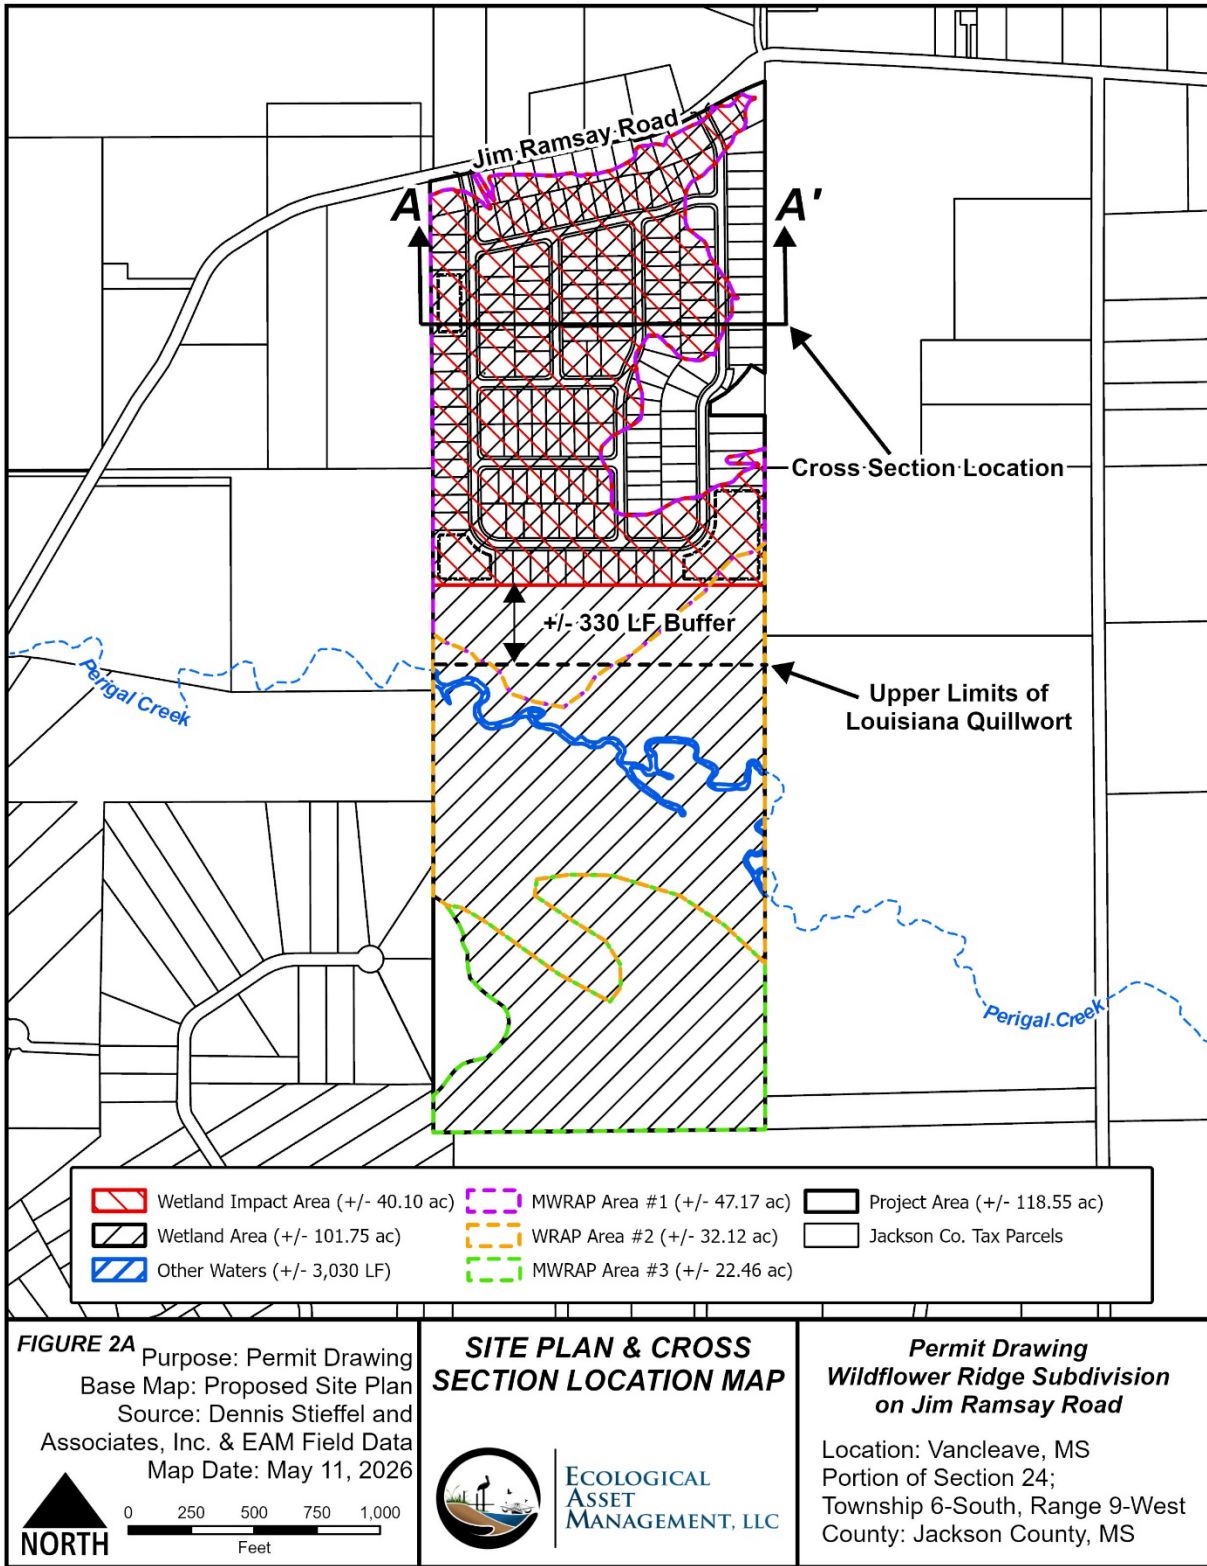 Jim Ramsay Road
A
A'
Cross Section Location
+/- 330 LF Buffer
Perigal Creek
Upper Limits of
Louisiana Quillwort
Perigal Creek
Wetland Impact Area (+/- 40.10 ac)
Wetland Area (+/- 101.75 ac)
Other Waters (+/- 3,030 LF)
MWRAP Area #1 (+/- 47.17 ac)
WRAP Area #2 (+/- 32.12 ac)
MWRAP Area #3 (+/- 22.46 ac)
Project Area (+/- 118.55 ac)
Jackson Co. Tax Parcels
FIGURE 2A
Purpose: Permit Drawing
Base Map: Proposed Site Plan
Source: Dennis Stieffel and
Associates, Inc. & EAM Field Data
Map Date: May 11, 2026
NORTH
0 250 500 750 1,000
Feet
SITE PLAN & CROSS
SECTION LOCATION MAP
ECOLOGICAL
ASSET
MANAGEMENT, LLC
Permit Drawing
Wildflower Ridge Subdivision
on Jim Ramsay Road
Location: Vancleave, MS
Portion of Section 24;
Township 6-South, Range 9-West
County: Jackson County, MS